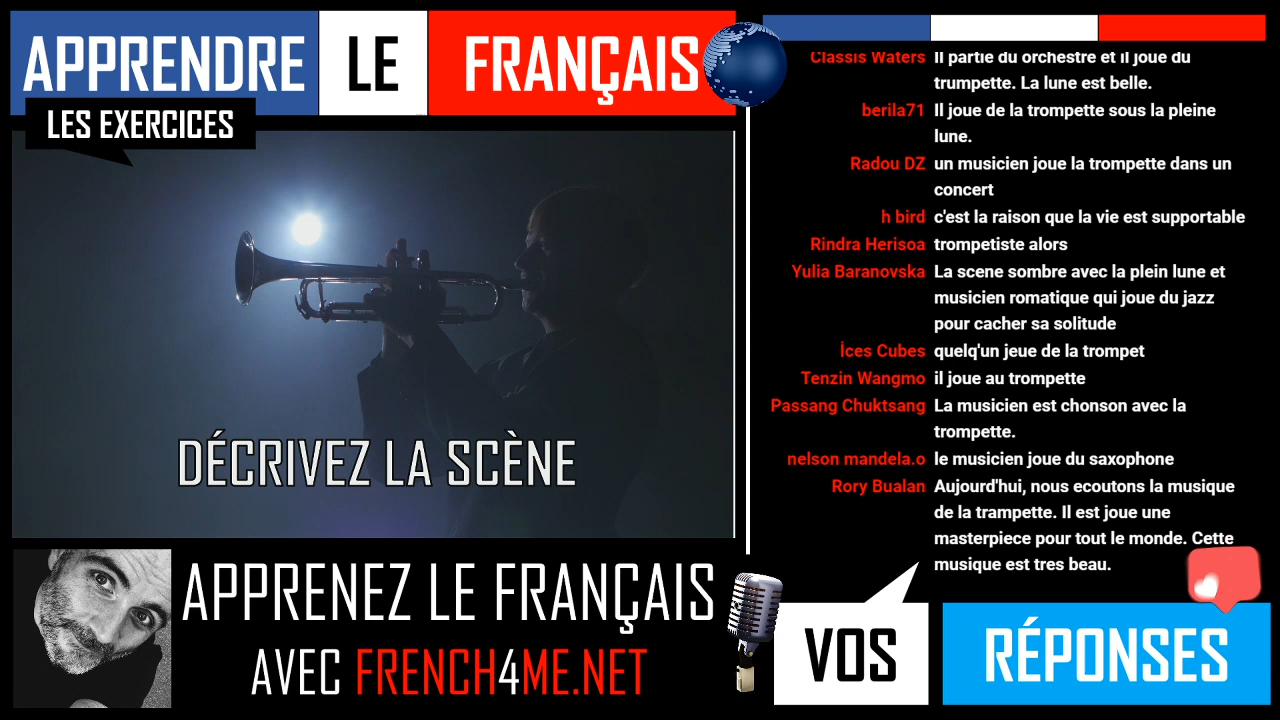 APPRENDRE LE FRANÇAIS
LES EXERCICES
DÉCRIVEZ LA SCÈNE
APPRENEZ LE FRANÇAIS
AVEC FRENCH4ME.NET
Classis Waters Il partie du orchestre et il joue du
trumpette. La lune est belle.
berila71 Il joue de la trompette sous la pleine
lune.
Radou DZ un musicien joue la trompette dans un
concert
h bird c'est la raison que la vie est supportable
Rindra Herisoa trompetiste alors
Yulia Baranovska La scene sombre avec la plein lune et
musicien romatique qui joue du jazz
pour cacher sa solitude
İces Cubes quelq'un jeue de la trompet
Tenzin Wangmo il joue au trompette
Passang Chuktsang La musicien est chonson avec la
trompette.
nelson mandela.o le musicien joue du saxophone
Rory Bualan Aujourd'hui, nous ecoutons la musique
de la trampette. Il est joue une
masterpiece pour tout le monde. Cette
musique est tres beau.
VOS RÉPONSES